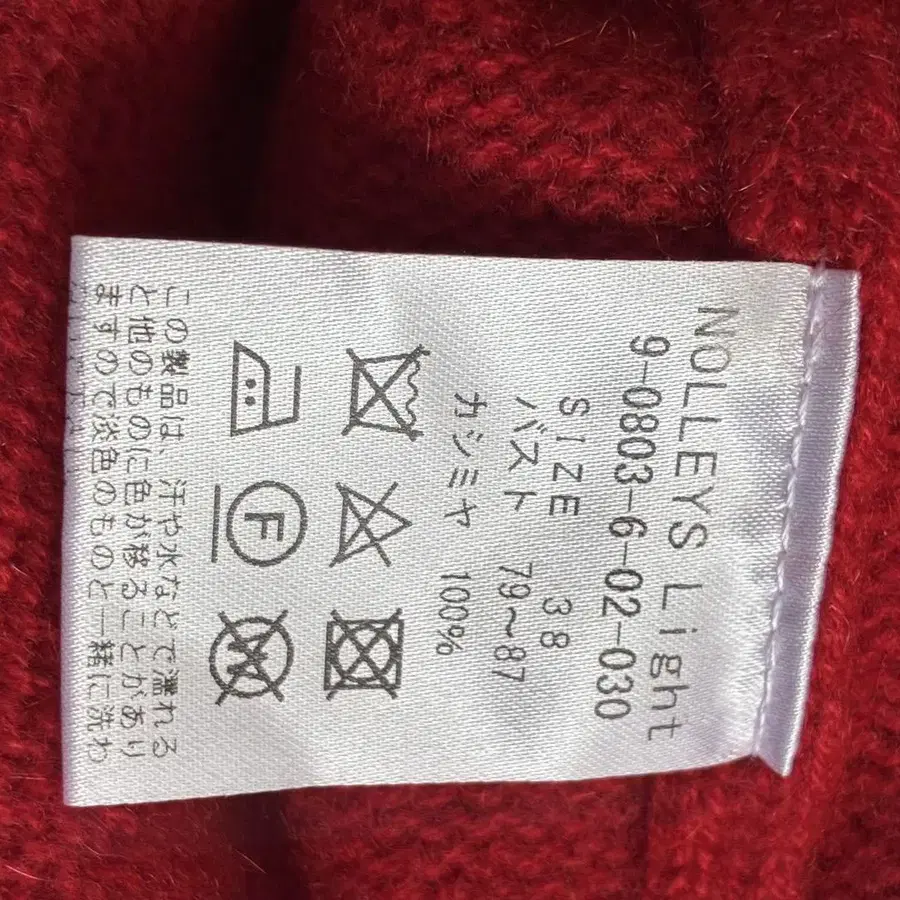 NOLLEYS Light
9-0803-6-02-030
SIZE 38
バスト 79~87
カシミヤ 100%
F
W
この製品は、汗や水などで濡れる
と他のものに色が移ることがあり
ますので淡色のものと一緒に洗わ